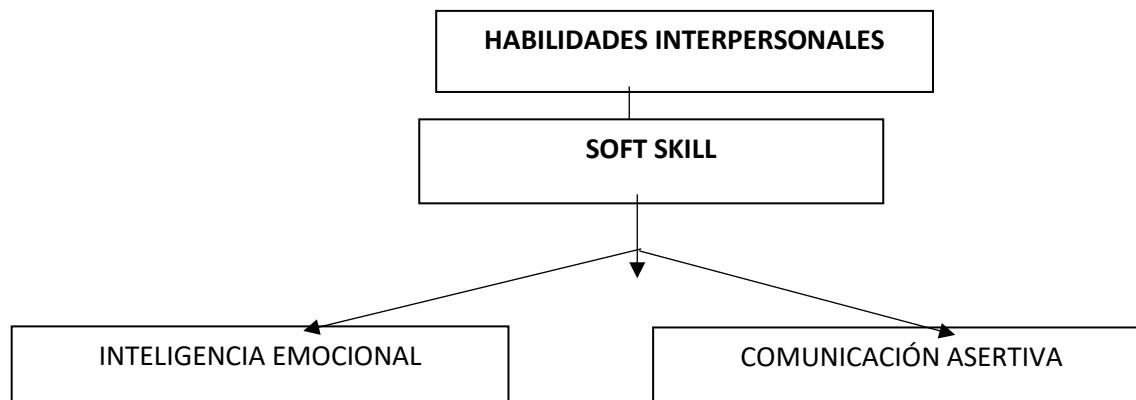 HABILIDADES INTERPERSONALES
SOFT SKILL
INTELIGENCIA EMOCIONAL
COMUNICACIÓN ASERTIVA